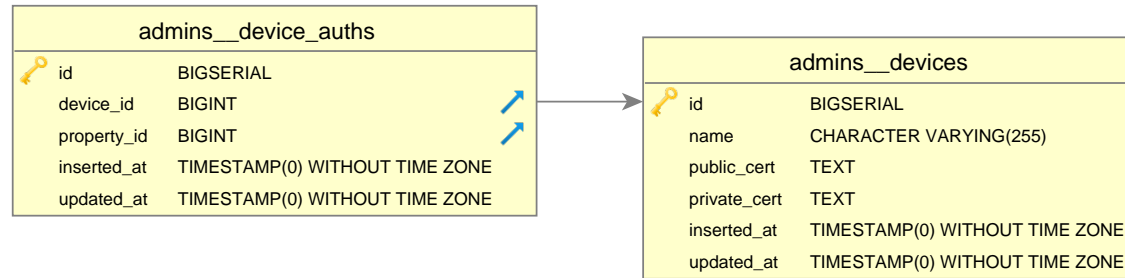 admins__device_auths
id BIGSERIAL
device_id BIGINT
property_id BIGINT
inserted_at TIMESTAMP(0) WITHOUT TIME ZONE
updated_at TIMESTAMP(0) WITHOUT TIME ZONE
admins__devices
id BIGSERIAL
name CHARACTER VARYING(255)
public_cert TEXT
private_cert TEXT
inserted_at TIMESTAMP(0) WITHOUT TIME ZONE
updated_at TIMESTAMP(0) WITHOUT TIME ZONE